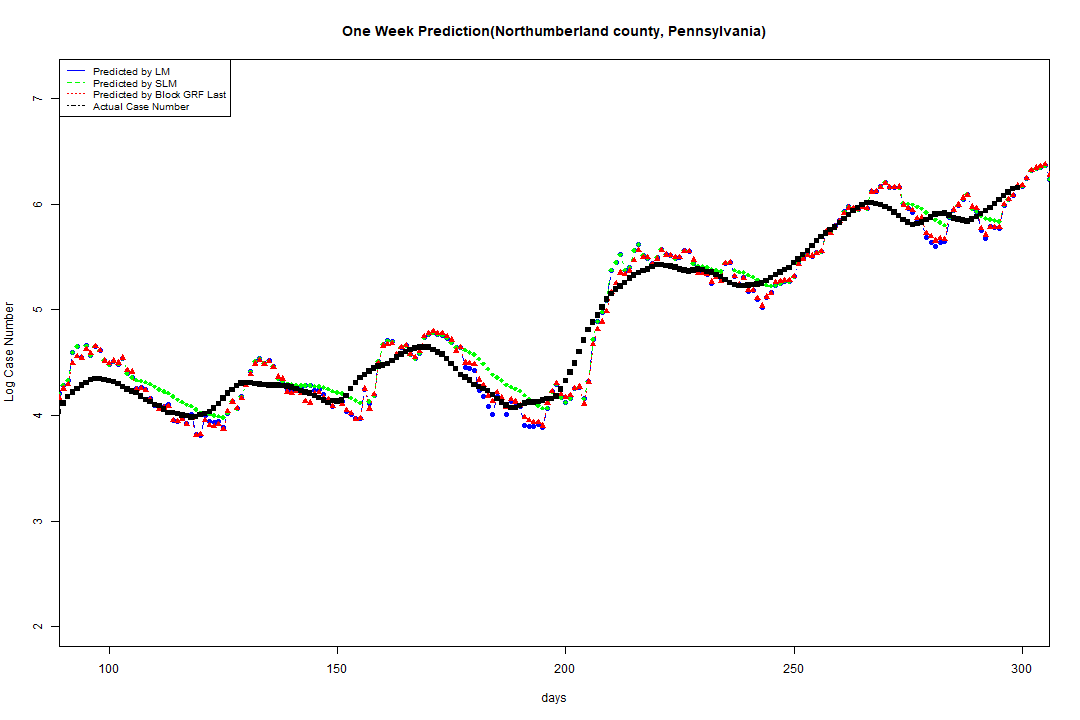 One Week Prediction(Northumberland county, Pennsylvania)
Predicted by LM
Predicted by SLM
Predicted by Block GRF Last
Actual Case Number
7
6
5
4
3
2
Log Case Number
100 150 200 250 300
days